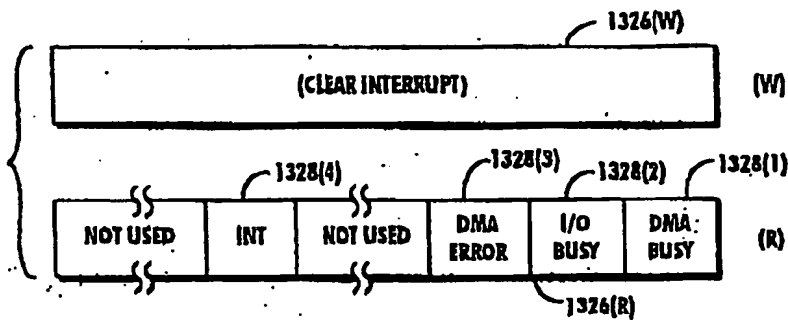 1326(W)
(CLEAR INTERRUPT) (W)
1328(4) 1328(3) 1328(2) 1328(1)
NOT USED INT NOT USED DMA ERROR I/O BUSY DMA BUSY (R)
1326(R)